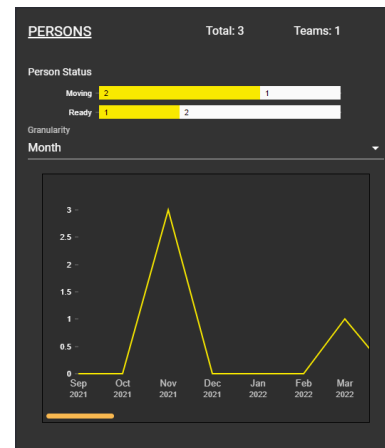 PERSONS Total: 3 Teams: 1
Person Status
Moving 2 1
Ready 1 2
Granularity
Month
3
2.5
2
1.5
1
0.5
0
Sep Oct Nov Dec Jan Feb Mar
2021 2021 2021 2021 2022 2022 2022